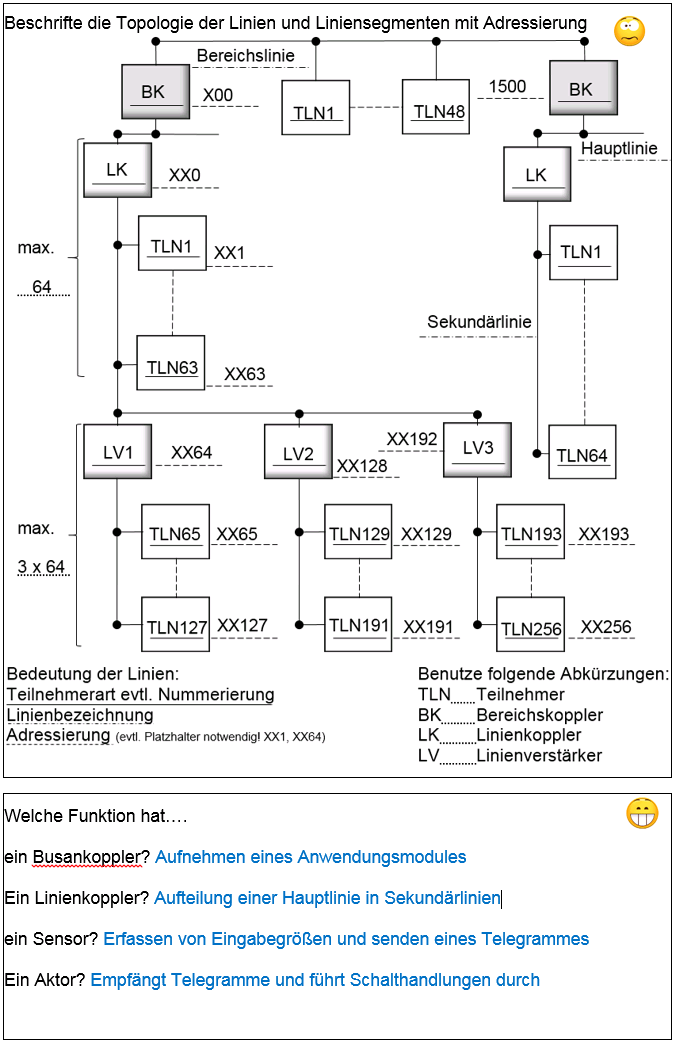 Beschrifte die Topologie der Linien und Liniensegmenten mit Adressierung
Bereichslinie
BK
X00
TLN1
TLN48
1500
BK
Hauptlinie
LK
XX0
LK
TLN1
XX1
TLN1
max.
64
Sekundärlinie
TLN63
XX63
LV1
XX64
LV2
XX128
XX192
LV3
TLN64
max.
3 x 64
TLN65
XX65
TLN129
XX129
TLN193
XX193
TLN127
XX127
TLN191
XX191
TLN256
XX256
Bedeutung der Linien:
Teilnehmerart evtl. Nummerierung
Linienbezeichnung
Adressierung (evtl. Platzhalter notwendig! XX1, XX64)
Benutze folgende Abkürzungen:
TLN......Teilnehmer
BK.........Bereichskoppler
LK..........Linienkoppler
LV..........Linienverstärker
Welche Funktion hat….
ein Busankoppler? Aufnehmen eines Anwendungsmodules
Ein Linienkoppler? Aufteilung einer Hauptlinie in Sekundärlinien
ein Sensor? Erfassen von Eingabegrößen und senden eines Telegrammes
Ein Aktor? Empfängt Telegramme und führt Schalthandlungen durch